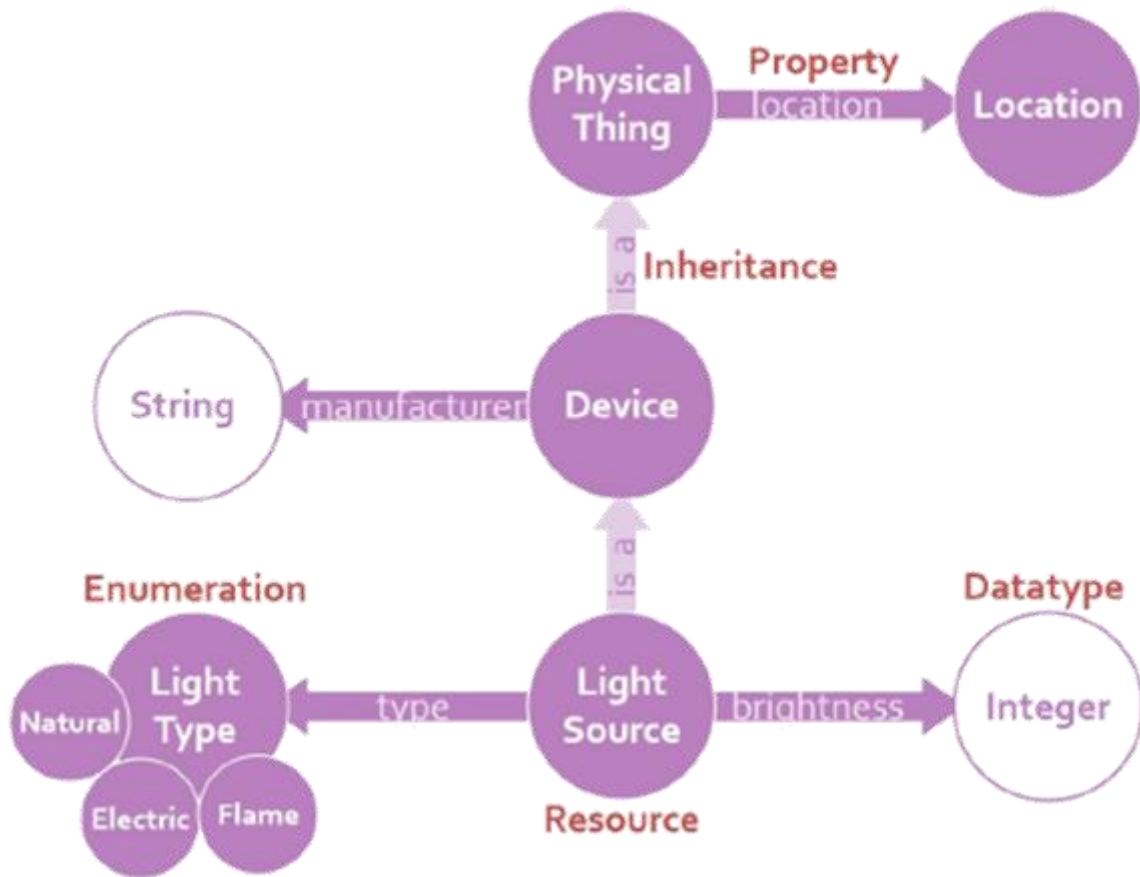 Physical
Thing
Property
location
Location
is a
Inheritance
String
manufacturer
Device
is a
Enumeration
Datatype
Light
Type
Natural
Electric
Flame
type
Light
Source
brightness
Integer
Resource